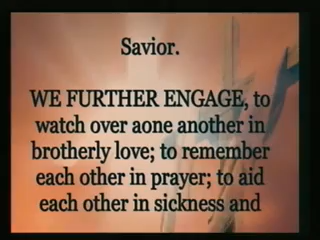 Savior.
WE FURTHER ENGAGE, to
watch over aone another in
brotherly love; to remember
each other in prayer; to aid
each other in sickness and